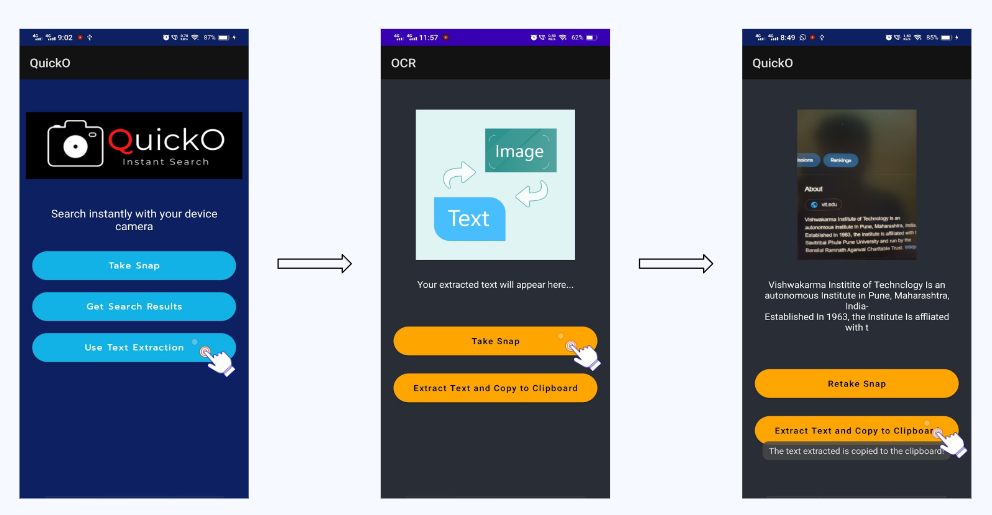 9:02
87%
QuickO
QuickO
Instant Search
Search instantly with your device
camera
Take Snap
Get Search Results
Use Text Extraction
11:57
62%
OCR
Image
Text
Your extracted text will appear here...
Take Snap
Extract Text and Copy to Clipboard
8:49
85%
QuickO
Rankings
About
vit.edu
Vishwakarma Institute of Technology is an
autonomous institute in Pune, Maharashtra, India.
Established in 1963, the institute is affiliated with
Savitribai Phule Pune University and run by the
Bansilal Ramnath Agarwal Charitable Trust.
Vishwakarma Institite of Technclogy Is an
autonomous Institute in Pune, Maharashtra,
India-
Established In 1963, the Institute Is affliated
with t
Retake Snap
Extract Text and Copy to Clipboard
The text extracted is copied to the clipboard!